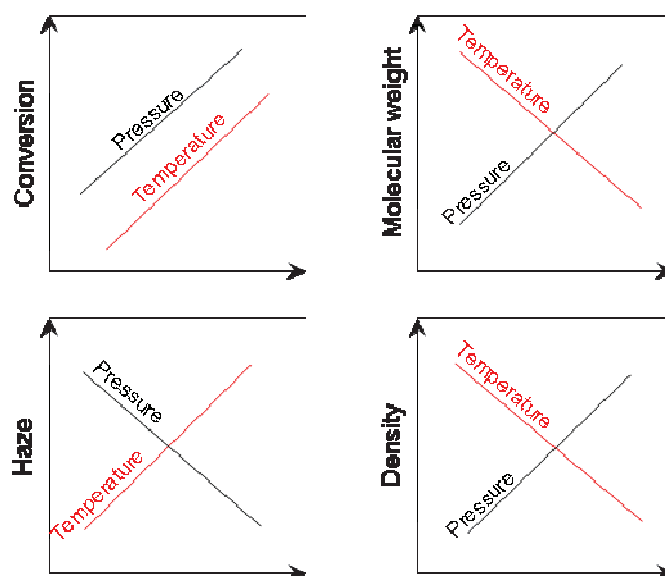 Conversion
Pressure
Temperature
Molecular weight
Temperature
Pressure
Haze
Pressure
Temperature
Density
Temperature
Pressure